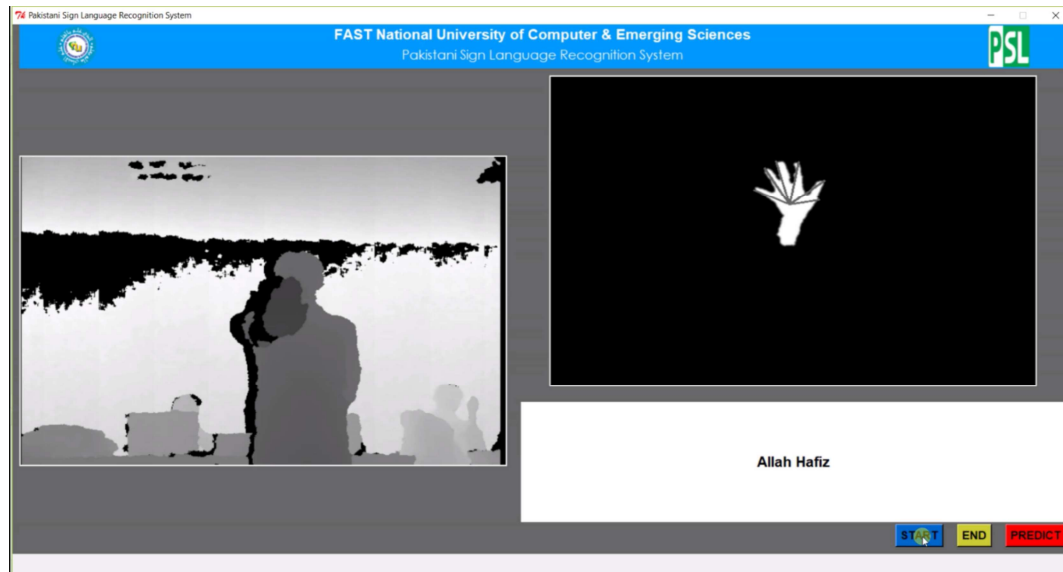 Pakistani Sign Language Recognition System
FAST National University of Computer & Emerging Sciences
Pakistani Sign Language Recognition System
PSL
Allah Hafiz
START
END
PREDICT